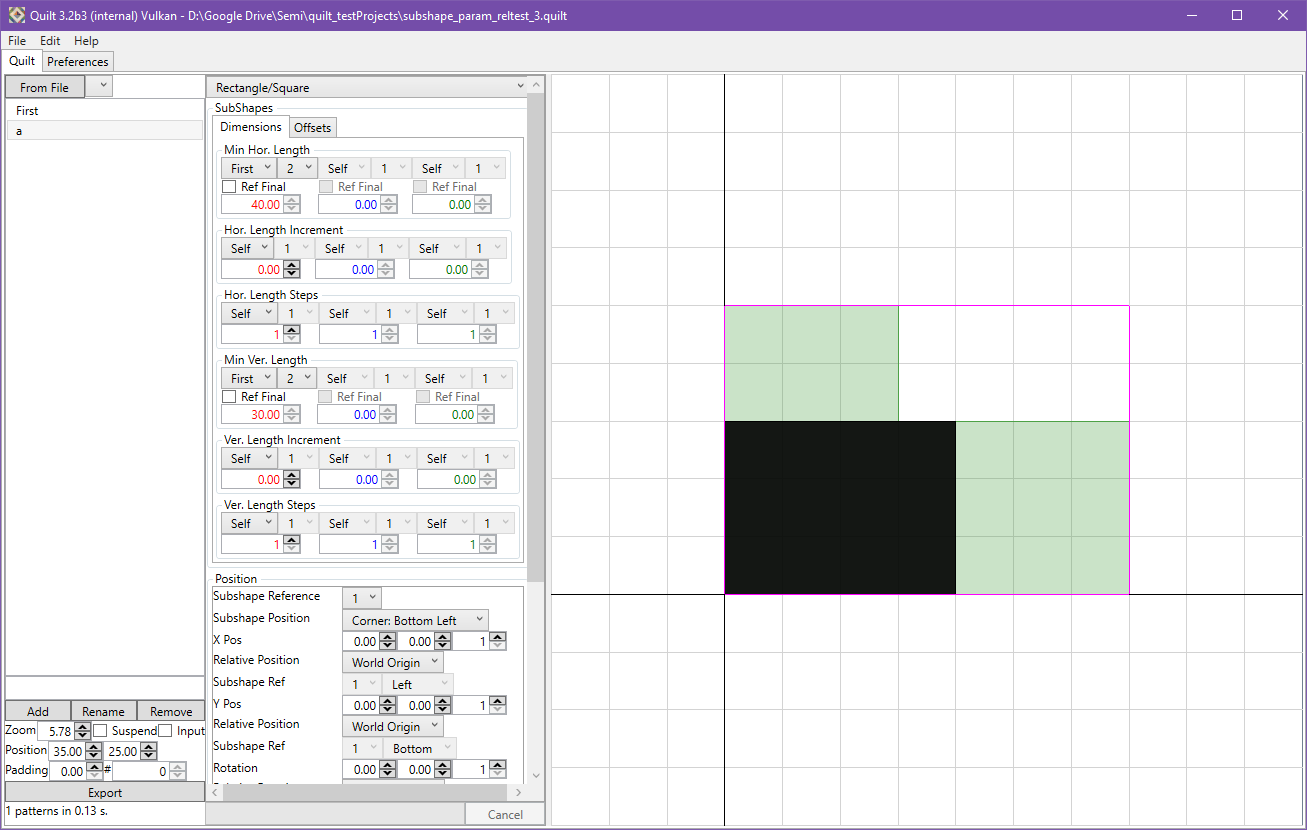 Quilt 3.2b3 (internal) Vulkan - D:\Google Drive\Semi\quilt_testProjects\subshape_param_reltest_3.quilt
File Edit Help
Quilt Preferences
From File
First
a
Rectangle/Square
SubShapes
Dimensions Offsets
Min Hor. Length
First 2 Self 1 Self 1
Ref Final Ref Final Ref Final
40.00 0.00 0.00
Hor. Length Increment
Self 1 Self 1 Self 1
0.00 0.00 0.00
Hor. Length Steps
Self 1 Self 1 Self 1
1 1 1
Min Ver. Length
First 2 Self 1 Self 1
Ref Final Ref Final Ref Final
30.00 0.00 0.00
Ver. Length Increment
Self 1 Self 1 Self 1
0.00 0.00 0.00
Ver. Length Steps
Self 1 Self 1 Self 1
1 1 1
Position
Subshape Reference 1
Subshape Position Corner: Bottom Left
X Pos 0.00 0.00 1
Relative Position World Origin
Subshape Ref 1 Left
Y Pos 0.00 0.00 1
Relative Position World Origin
Subshape Ref 1 Bottom
Rotation 0.00 0.00 1
Add Rename Remove
Zoom 5.78 Suspend Input
Position 35.00 25.00
Padding 0.00 # 0
Export
1 patterns in 0.13 s.
Cancel